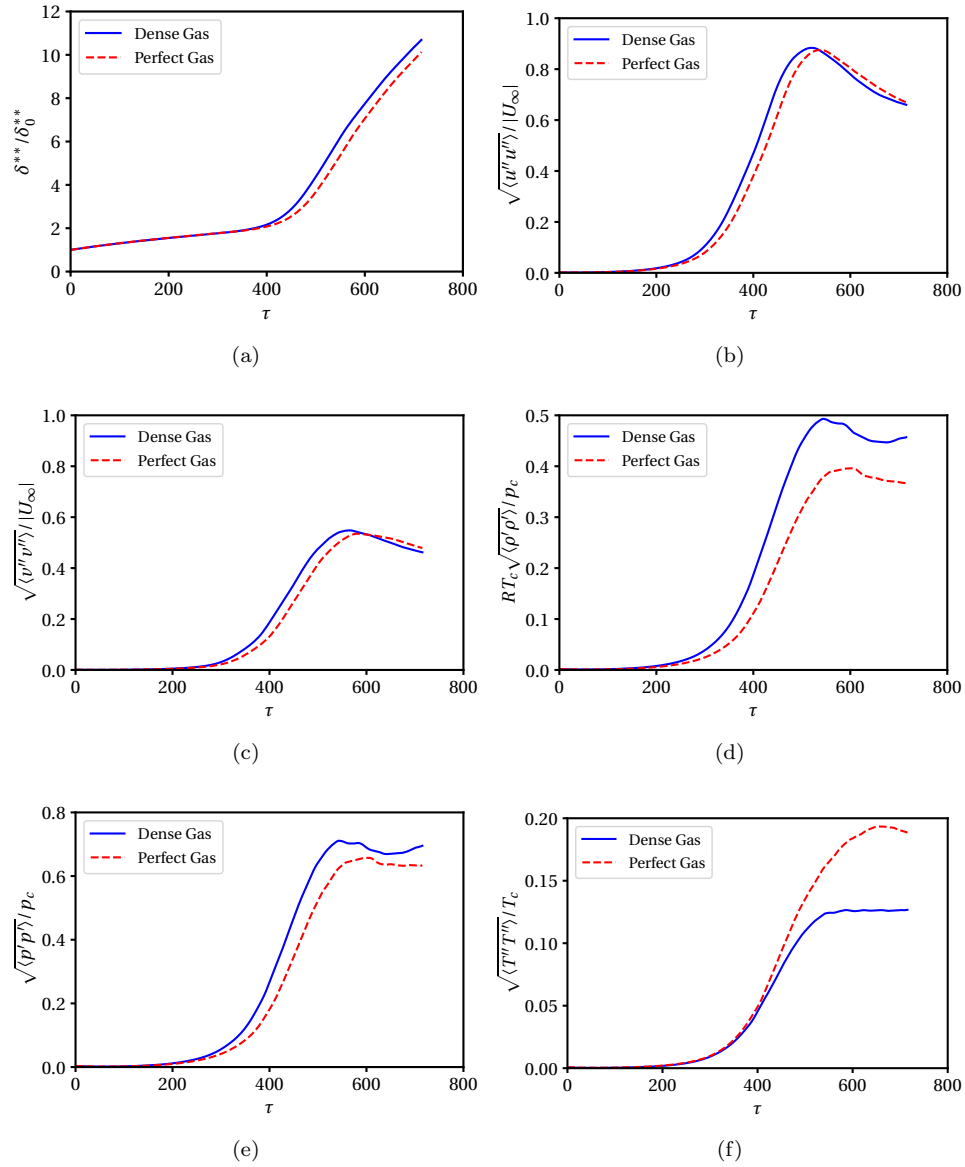 12
10
8
6
4
2
0
δ**/δ₀**
Dense Gas
Perfect Gas
0 200 400 600 800
τ
(a)
1.0
0.8
0.6
0.4
0.2
0.0
√⟨u''u''⟩/|U∞|
Dense Gas
Perfect Gas
0 200 400 600 800
τ
(b)
1.0
0.8
0.6
0.4
0.2
0.0
√⟨v''v''⟩/|U∞|
Dense Gas
Perfect Gas
0 200 400 600 800
τ
(c)
0.5
0.4
0.3
0.2
0.1
0.0
RT_c√⟨ρ'ρ'⟩/p_c
Dense Gas
Perfect Gas
0 200 400 600 800
τ
(d)
0.8
0.6
0.4
0.2
0.0
√⟨p'p'⟩/p_c
Dense Gas
Perfect Gas
0 200 400 600 800
τ
(e)
0.20
0.15
0.10
0.05
0.00
√⟨T''T''⟩/T_c
Dense Gas
Perfect Gas
0 200 400 600 800
τ
(f)